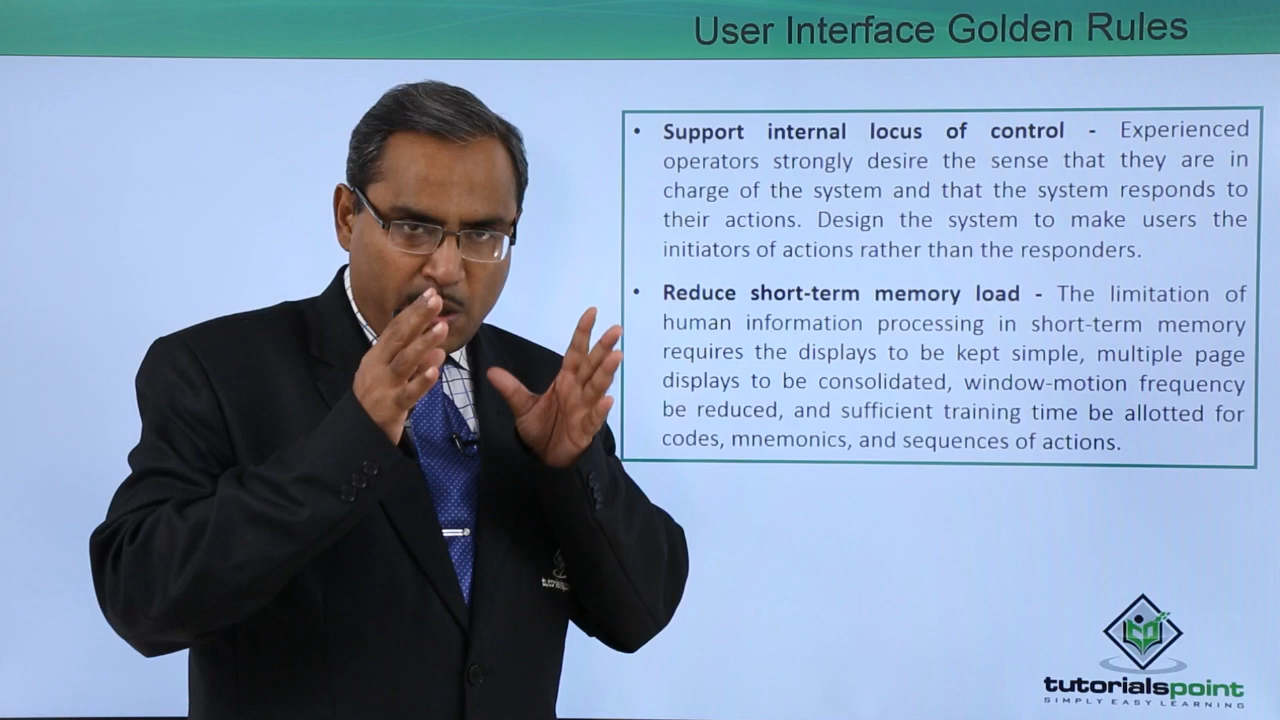 User Interface Golden Rules
• Support internal locus of control - Experienced
operators strongly desire the sense that they are in
charge of the system and that the system responds to
their actions. Design the system to make users the
initiators of actions rather than the responders.
• Reduce short-term memory load - The limitation of
human information processing in short-term memory
requires the displays to be kept simple, multiple page
displays to be consolidated, window-motion frequency
be reduced, and sufficient training time be allotted for
codes, mnemonics, and sequences of actions.
tutorialspoint
SIMPLY EASY LEARNING